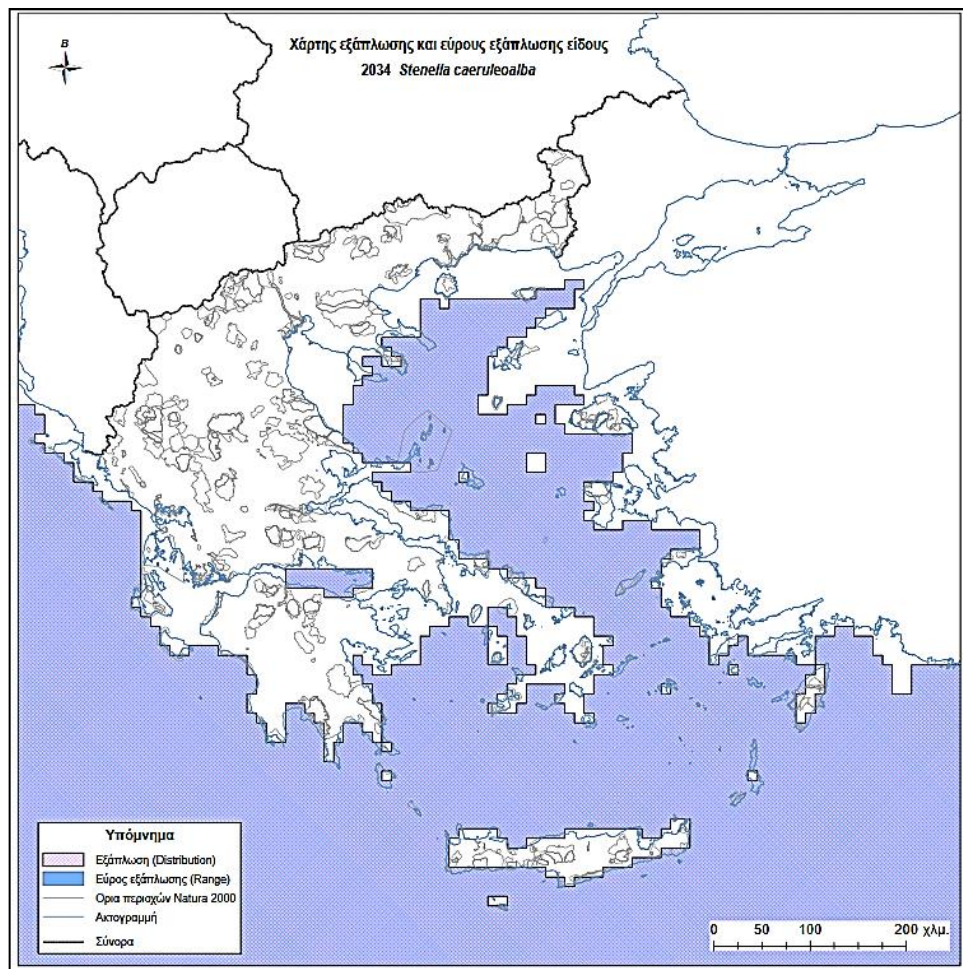 Χάρτης εξάπλωσης και εύρους εξάπλωσης είδους
2034 Stenella caeruleoalba
Β
Υπόμνημα
Εξάπλωση (Distribution)
Εύρος εξάπλωσης (Range)
Ορια περιοχών Natura 2000
Ακτογραμμή
Σύνορα
0 50 100 200 χλμ.